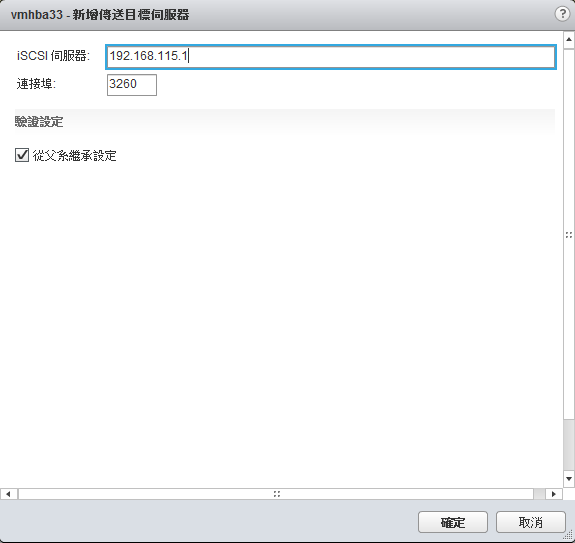 vmhba33 - 新增傳送目標伺服器
?
iSCSI 伺服器:
192.168.115.1
連接埠:
3260
驗證設定
從父系繼承設定
確定
取消